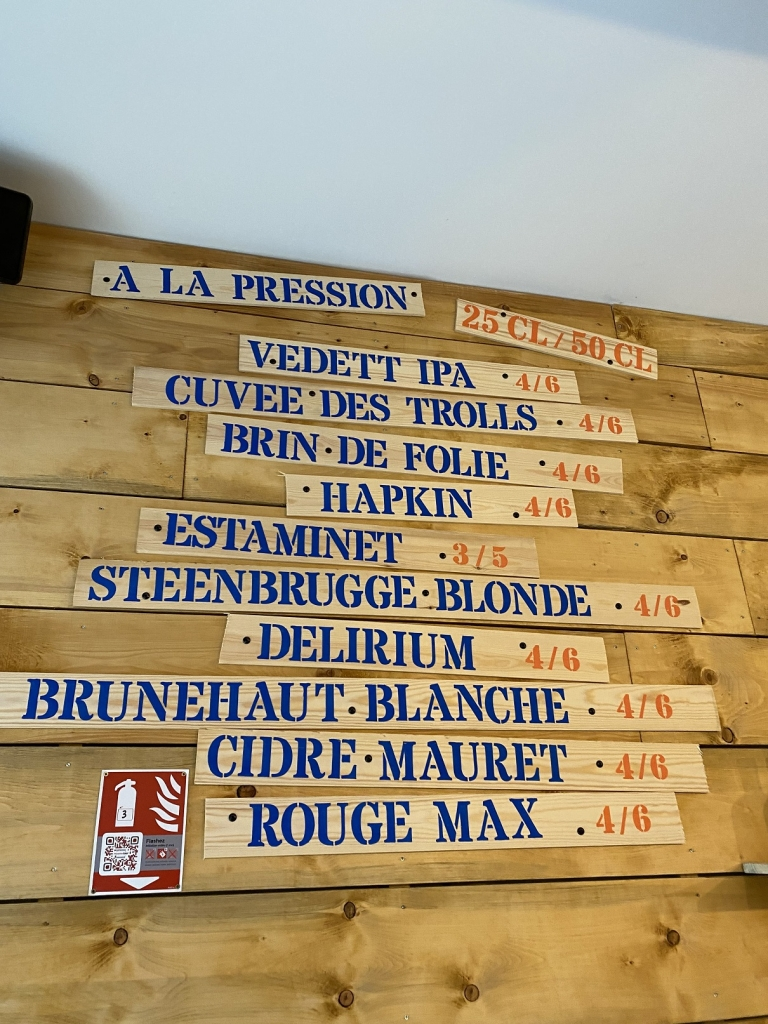 A LA PRESSION
25 CL / 50 CL
VEDETT IPA 4/6
CUVEE DES TROLLS 4/6
BRIN DE FOLIE 4/6
HAPKIN 4/6
ESTAMINET 3/5
STEENBRUGGE BLONDE 4/6
DELIRIUM 4/6
BRUNEHAUT BLANCHE 4/6
CIDRE MAURET 4/6
ROUGE MAX 4/6
3
Flashez